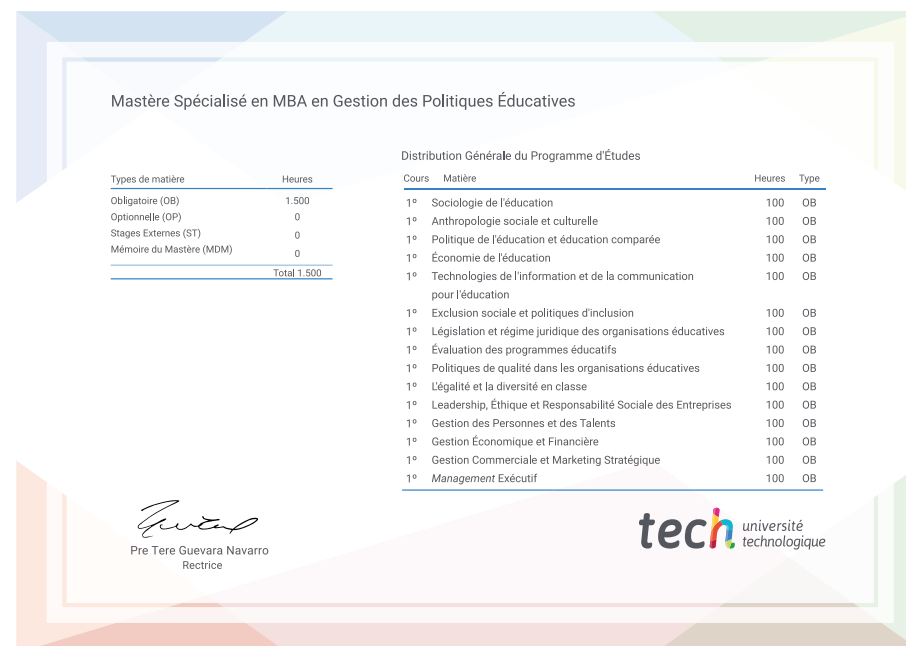 Mastère Spécialisé en MBA en Gestion des Politiques Éducatives
Types de matière Heures
Obligatoire (OB) 1.500
Optionnelle (OP) 0
Stages Externes (ST) 0
Mémoire du Mastère (MDM) 0
Total 1.500
Distribution Générale du Programme d'Études
Cours Matière Heures Type
1º Sociologie de l'éducation 100 OB
1º Anthropologie sociale et culturelle 100 OB
1º Politique de l'éducation et éducation comparée 100 OB
1º Économie de l'éducation 100 OB
1º Technologies de l'information et de la communication 100 OB
pour l'éducation
1º Exclusion sociale et politiques d'inclusion 100 OB
1º Législation et régime juridique des organisations éducatives 100 OB
1º Évaluation des programmes éducatifs 100 OB
1º Politiques de qualité dans les organisations éducatives 100 OB
1º L'égalité et la diversité en classe 100 OB
1º Leadership, Éthique et Responsabilité Sociale des Entreprises 100 OB
1º Gestion des Personnes et des Talents 100 OB
1º Gestion Économique et Financière 100 OB
1º Gestion Commerciale et Marketing Stratégique 100 OB
1º Management Exécutif 100 OB
Pre Tere Guevara Navarro
Rectrice
tech université
technologique